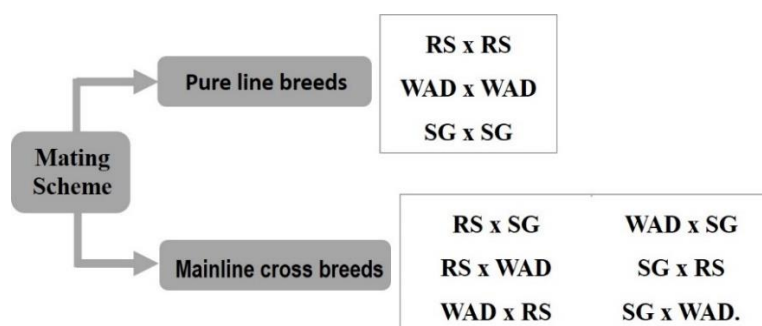 RS x RS
Pure line breeds
WAD x WAD
SG x SG
Mating
Scheme
RS x SG
WAD x SG
Mainline cross breeds
RS x WAD
SG x RS
WAD x RS
SG x WAD.